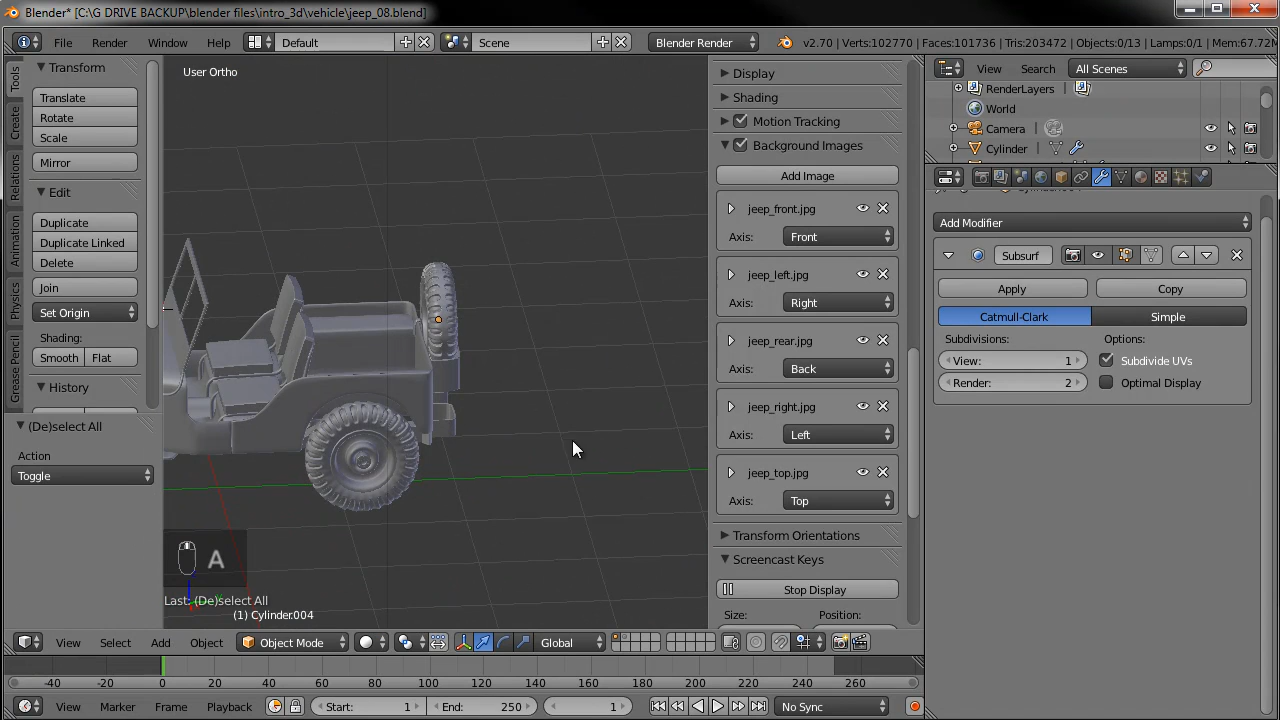 Blender* [C:\G DRIVE BACKUP\blender files\intro_3d\vehicle\jeep_08.blend]
File Render Window Help Default Scene Blender Render v2.70 | Verts:102770 | Faces:101736 | Tris:203472 | Objects:0/13 | Lamps:0/1 | Mem:67.72M
Tools
Create
Relations
Animation
Physics
Grease Pencil
Transform
Translate
Rotate
Scale
Mirror
Edit
Duplicate
Duplicate Linked
Delete
Join
Set Origin
Shading:
Smooth Flat
History
(De)select All
Action
Toggle
User Ortho
A
Last: (De)select All
(1) Cylinder.004
Display
Shading
Motion Tracking
Background Images
Add Image
jeep_front.jpg
Axis: Front
jeep_left.jpg
Axis: Right
jeep_rear.jpg
Axis: Back
jeep_right.jpg
Axis: Left
jeep_top.jpg
Axis: Top
Transform Orientations
Screencast Keys
Stop Display
Size: Position:
View Select Add Object Object Mode Global
-40 -20 0 20 40 60 80 100 120 140 160 180 200 220 240 260
View Marker Frame Playback Start: 1 End: 250 1 No Sync
View Search All Scenes
RenderLayers |
World
Camera |
Cylinder |
Add Modifier
Subsurf
Apply Copy
Catmull-Clark Simple
Subdivisions: Options:
View: 1 Subdivide UVs
Render: 2 Optimal Display